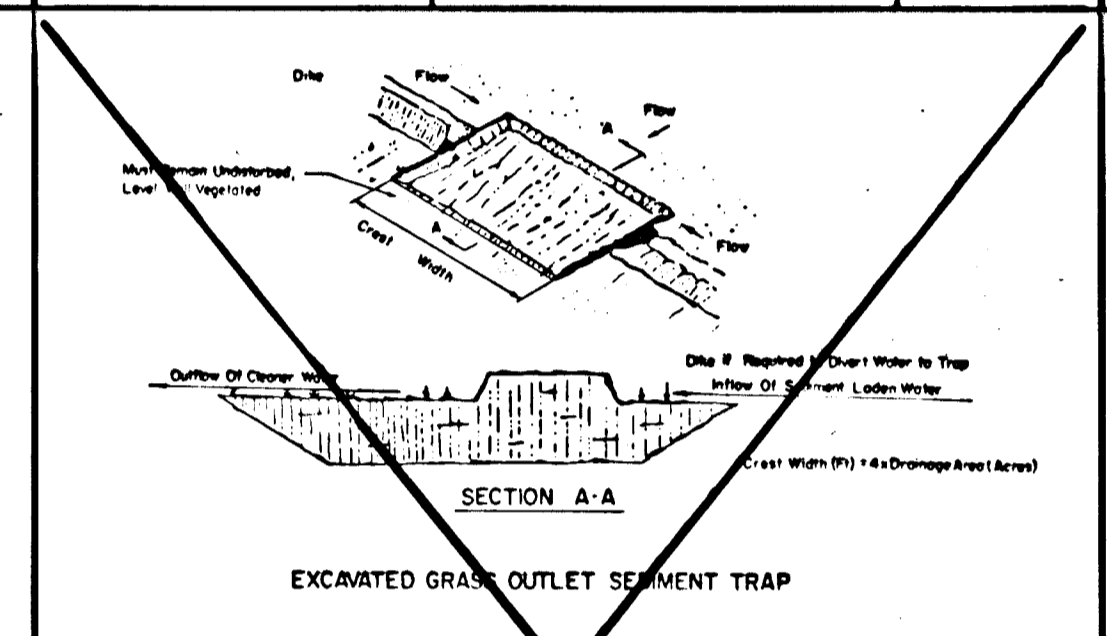 Dike
Flow
Flow
A
Must Remain Undisturbed,
Level Vegetated
A
Flow
Crest Width
Dike If Required to Divert Water to Trap
Outflow Of Cleaner Water
Inflow Of Sediment Laden Water
Crest Width (Ft) = 4 x Drainage Area (Acres)
SECTION A-A
EXCAVATED GRASS OUTLET SEDIMENT TRAP